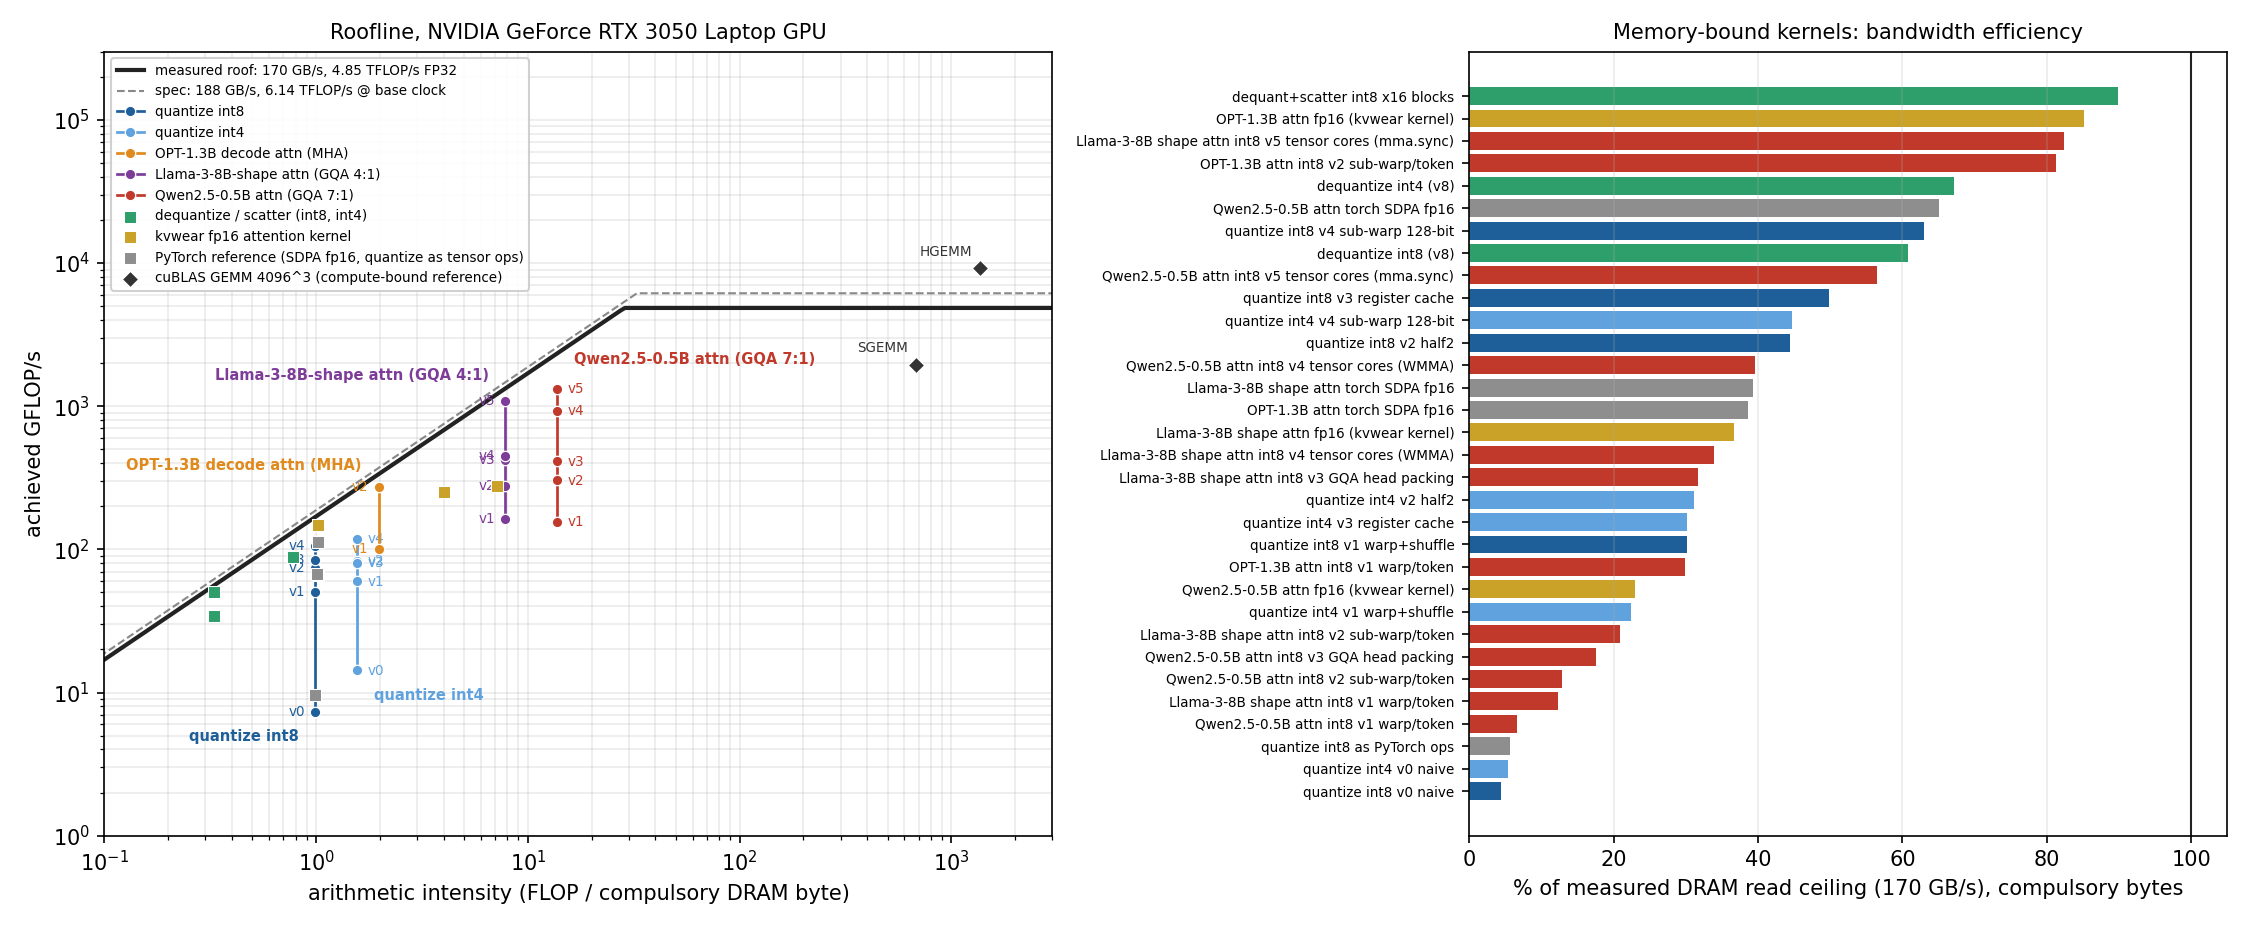 Roofline, NVIDIA GeForce RTX 3050 Laptop GPU
measured roof: 170 GB/s, 4.85 TFLOP/s FP32
spec: 188 GB/s, 6.14 TFLOP/s @ base clock
quantize int8
quantize int4
OPT-1.3B decode attn (MHA)
Llama-3-8B-shape attn (GQA 4:1)
Qwen2.5-0.5B attn (GQA 7:1)
dequantize / scatter (int8, int4)
kvwear fp16 attention kernel
PyTorch reference (SDPA fp16, quantize as tensor ops)
cuBLAS GEMM 4096^3 (compute-bound reference)
achieved GFLOP/s
10⁵
10⁴
10³
10²
10¹
10⁰
HGEMM
SGEMM
Qwen2.5-0.5B attn (GQA 7:1)
v5
v4
v3
v2
v1
Llama-3-8B-shape attn (GQA 4:1)
v5
v4
v3
v2
v1
OPT-1.3B decode attn (MHA)
v2
v1
v4
v3
v2
v1
v0
quantize int8
v4
v1
v0
quantize int4
10⁻¹
10⁰
10¹
10²
10³
arithmetic intensity (FLOP / compulsory DRAM byte)
Memory-bound kernels: bandwidth efficiency
dequant+scatter int8 x16 blocks
OPT-1.3B attn fp16 (kvwear kernel)
Llama-3-8B shape attn int8 v5 tensor cores (mma.sync)
OPT-1.3B attn int8 v2 sub-warp/token
dequantize int4 (v8)
Qwen2.5-0.5B attn torch SDPA fp16
quantize int8 v4 sub-warp 128-bit
dequantize int8 (v8)
Qwen2.5-0.5B attn int8 v5 tensor cores (mma.sync)
quantize int8 v3 register cache
quantize int4 v4 sub-warp 128-bit
quantize int8 v2 half2
Qwen2.5-0.5B attn int8 v4 tensor cores (WMMA)
Llama-3-8B shape attn torch SDPA fp16
OPT-1.3B attn torch SDPA fp16
Llama-3-8B shape attn fp16 (kvwear kernel)
Llama-3-8B shape attn int8 v4 tensor cores (WMMA)
Llama-3-8B shape attn int8 v3 GQA head packing
quantize int4 v2 half2
quantize int4 v3 register cache
quantize int8 v1 warp+shuffle
OPT-1.3B attn int8 v1 warp/token
Qwen2.5-0.5B attn fp16 (kvwear kernel)
quantize int4 v1 warp+shuffle
Llama-3-8B shape attn int8 v2 sub-warp/token
Qwen2.5-0.5B attn int8 v3 GQA head packing
Qwen2.5-0.5B attn int8 v2 sub-warp/token
Llama-3-8B shape attn int8 v1 warp/token
Qwen2.5-0.5B attn int8 v1 warp/token
quantize int8 as PyTorch ops
quantize int4 v0 naive
quantize int8 v0 naive
0
20
40
60
80
100
% of measured DRAM read ceiling (170 GB/s), compulsory bytes